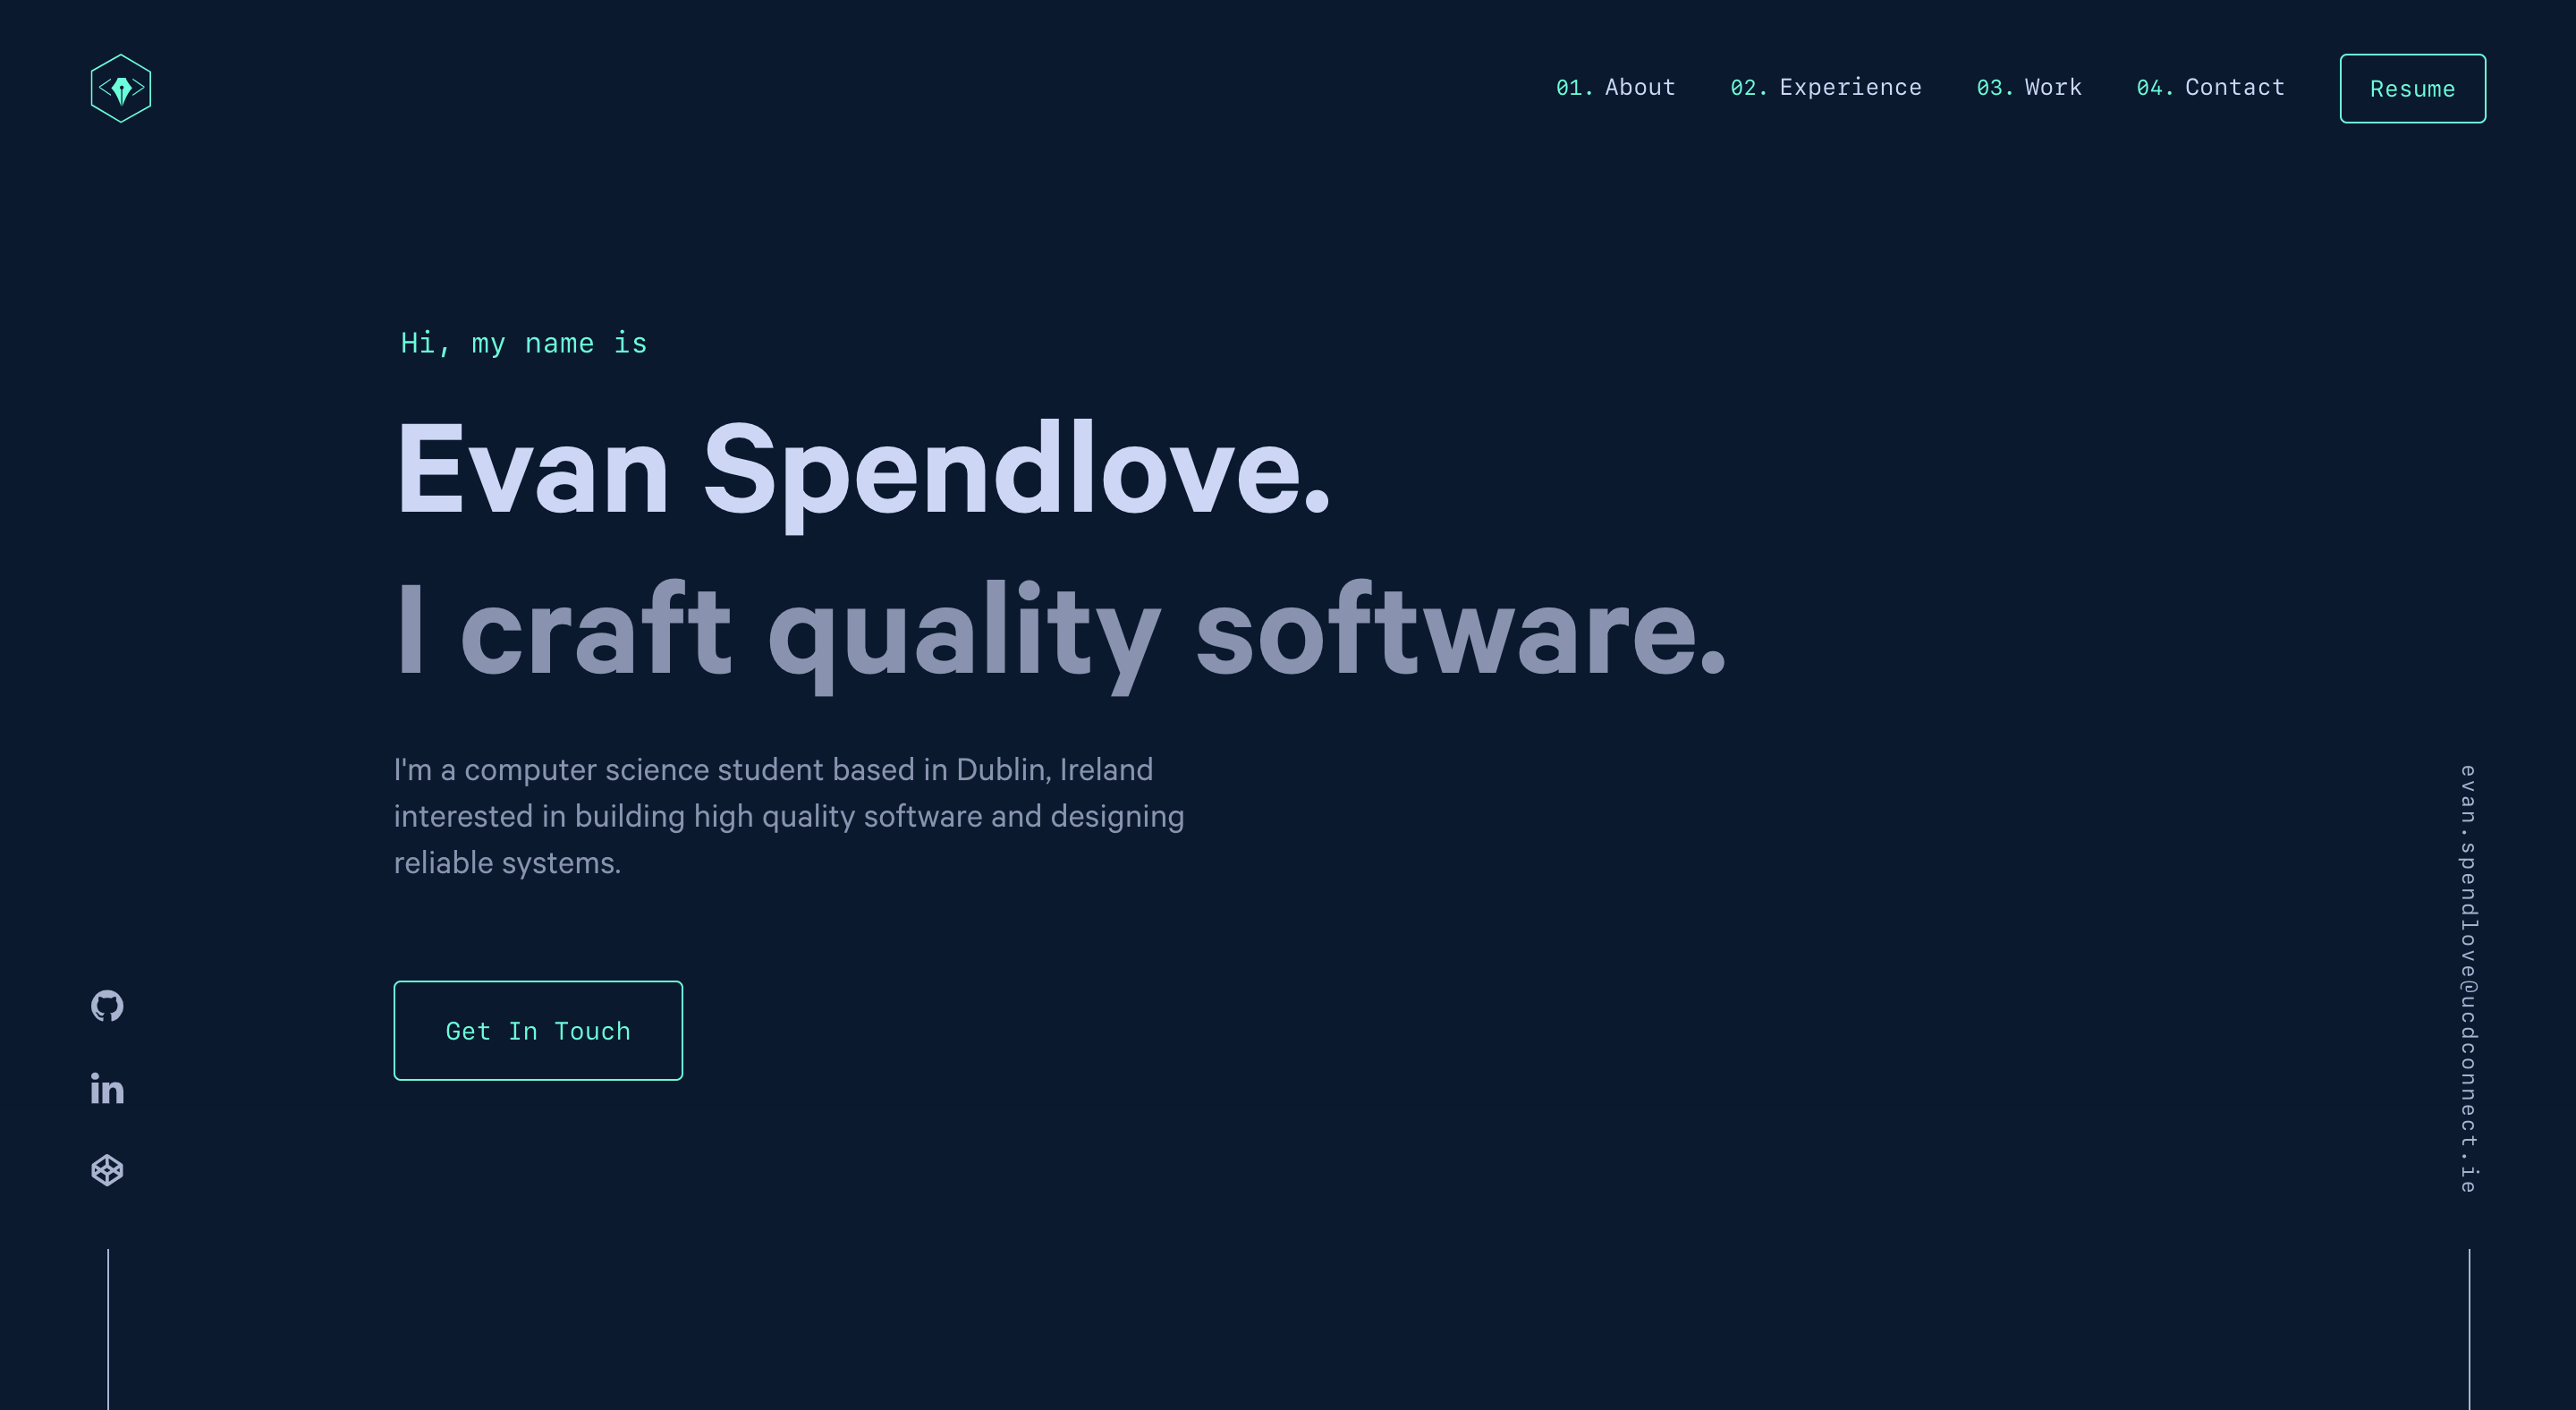 01. About 02. Experience 03. Work 04. Contact Resume
Hi, my name is
Evan Spendlove.
I craft quality software.
I'm a computer science student based in Dublin, Ireland
interested in building high quality software and designing
reliable systems.
Get In Touch
in
evan.spendlove@ucdconnect.ie